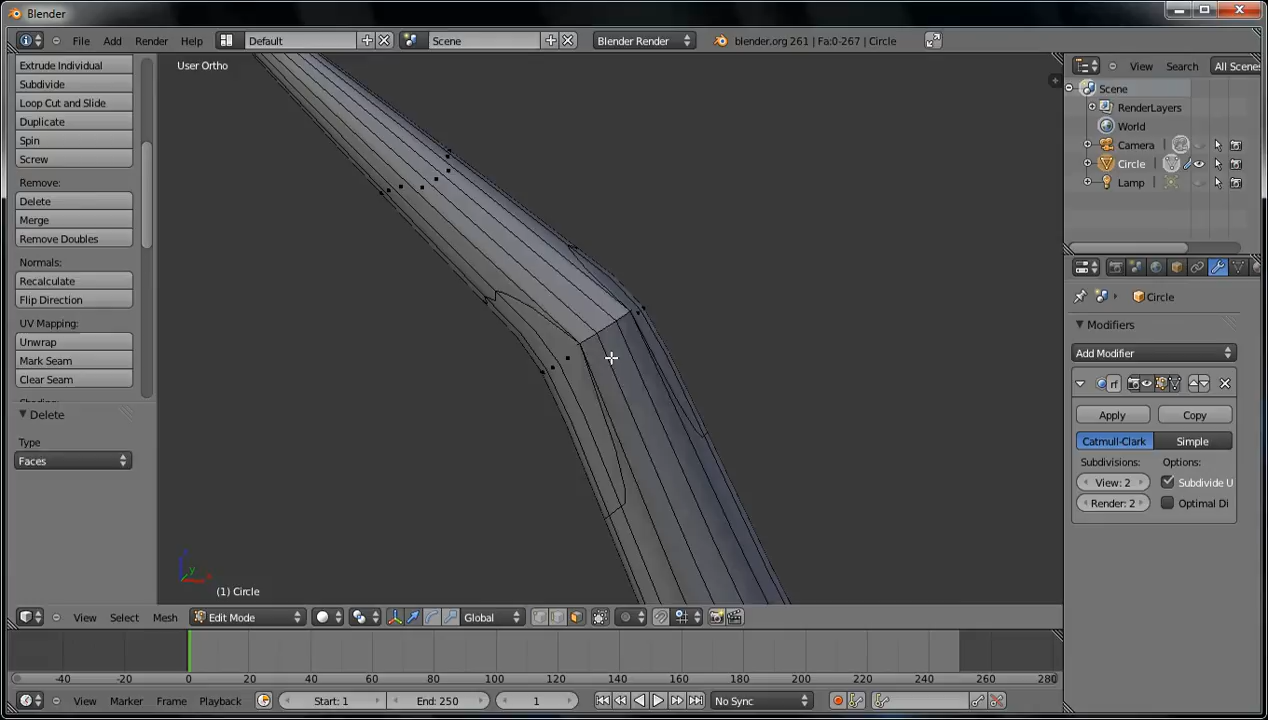 Blender
File Add Render Help Default Scene Blender Render blender.org 261 | Fa:0-267 | Circle
Extrude Individual
Subdivide
Loop Cut and Slide
Duplicate
Spin
Screw
Remove:
Delete
Merge
Remove Doubles
Normals:
Recalculate
Flip Direction
UV Mapping:
Unwrap
Mark Seam
Clear Seam
Delete
Type
Faces
User Ortho
y
(1) Circle
View Search All Scene
Scene
RenderLayers
World
Camera
Circle
Lamp
Circle
Modifiers
Add Modifier
rf
Apply Copy
Catmull-Clark Simple
Subdivisions: Options:
View: 2 Subdivide U
Render: 2 Optimal Di
View Select Mesh Edit Mode Global
-40 -20 0 20 40 60 80 100 120 140 160 180 200 220 240 260 280
View Marker Frame Playback Start: 1 End: 250 1 No Sync